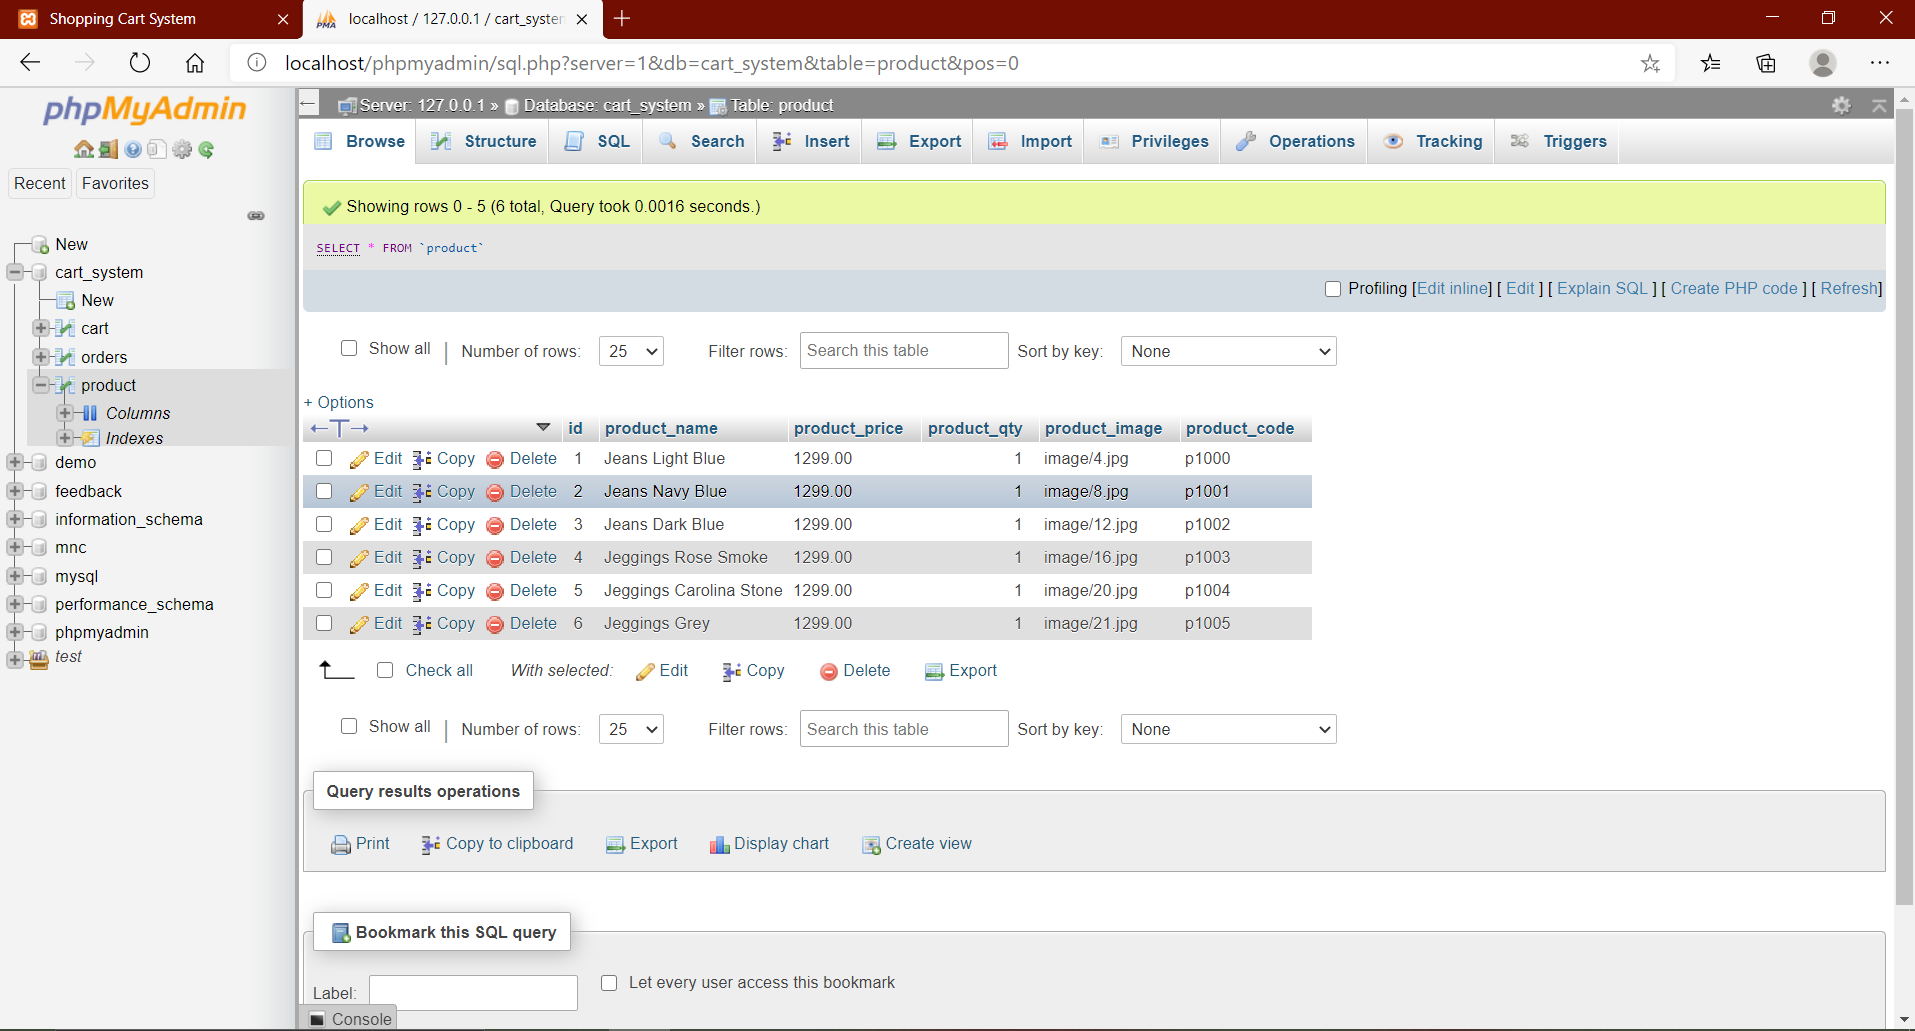 Shopping Cart System
localhost / 127.0.0.1 / cart_system
localhost/phpmyadmin/sql.php?server=1&db=cart_system&table=product&pos=0
phpMyAdmin
Recent Favorites
New
cart_system
New
cart
orders
product
Columns
Indexes
demo
feedback
information_schema
mnc
mysql
performance_schema
phpmyadmin
test
Server: 127.0.0.1 » Database: cart_system » Table: product
Browse Structure SQL Search Insert Export Import Privileges Operations Tracking Triggers
Showing rows 0 - 5 (6 total, Query took 0.0016 seconds.)
SELECT * FROM `product`
Profiling [Edit inline] [ Edit ] [ Explain SQL ] [ Create PHP code ] [ Refresh]
Show all | Number of rows: 25 Filter rows: Search this table Sort by key: None
+ Options
←T→ id product_name product_price product_qty product_image product_code
Edit Copy Delete 1 Jeans Light Blue 1299.00 1 image/4.jpg p1000
Edit Copy Delete 2 Jeans Navy Blue 1299.00 1 image/8.jpg p1001
Edit Copy Delete 3 Jeans Dark Blue 1299.00 1 image/12.jpg p1002
Edit Copy Delete 4 Jeggings Rose Smoke 1299.00 1 image/16.jpg p1003
Edit Copy Delete 5 Jeggings Carolina Stone 1299.00 1 image/20.jpg p1004
Edit Copy Delete 6 Jeggings Grey 1299.00 1 image/21.jpg p1005
Check all With selected: Edit Copy Delete Export
Show all | Number of rows: 25 Filter rows: Search this table Sort by key: None
Query results operations
Print Copy to clipboard Export Display chart Create view
Bookmark this SQL query
Label: Let every user access this bookmark
Console